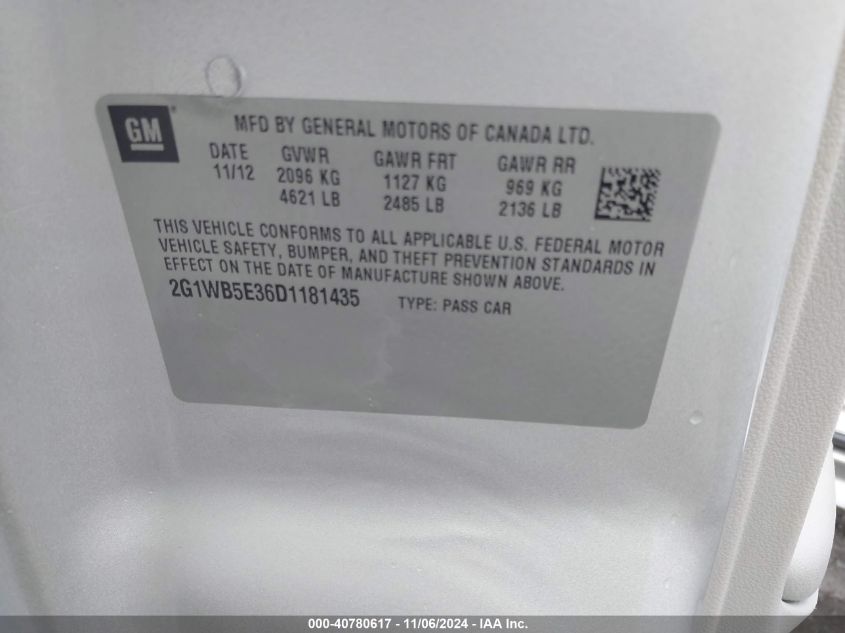 GM
MFD BY GENERAL MOTORS OF CANADA LTD.
DATE GVWR GAWR FRT GAWR RR
11/12 2096 KG 1127 KG 969 KG
4621 LB 2485 LB 2136 LB
THIS VEHICLE CONFORMS TO ALL APPLICABLE U.S. FEDERAL MOTOR
VEHICLE SAFETY, BUMPER, AND THEFT PREVENTION STANDARDS IN
EFFECT ON THE DATE OF MANUFACTURE SHOWN ABOVE.
2G1WB5E36D1181435 TYPE: PASS CAR
000-40780617 - 11/06/2024 - IAA Inc.